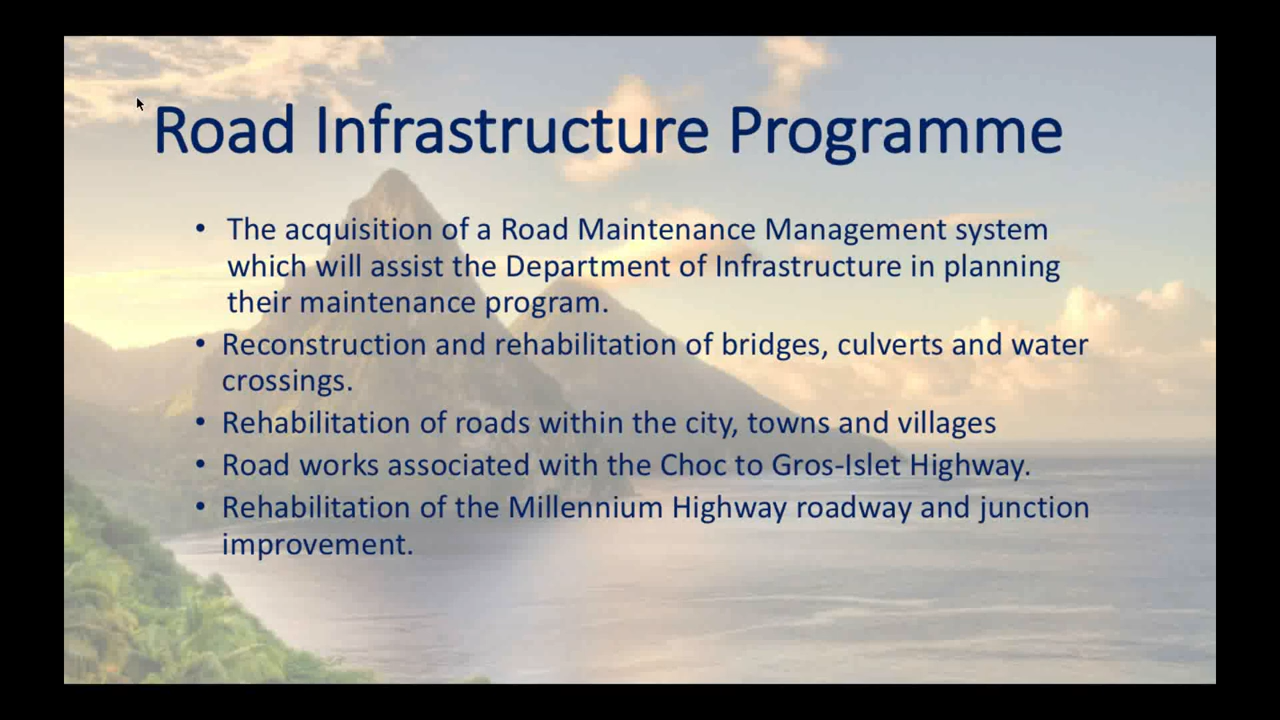 Road Infrastructure Programme
• The acquisition of a Road Maintenance Management system
which will assist the Department of Infrastructure in planning
their maintenance program.
• Reconstruction and rehabilitation of bridges, culverts and water
crossings.
• Rehabilitation of roads within the city, towns and villages
• Road works associated with the Choc to Gros-Islet Highway.
• Rehabilitation of the Millennium Highway roadway and junction
improvement.